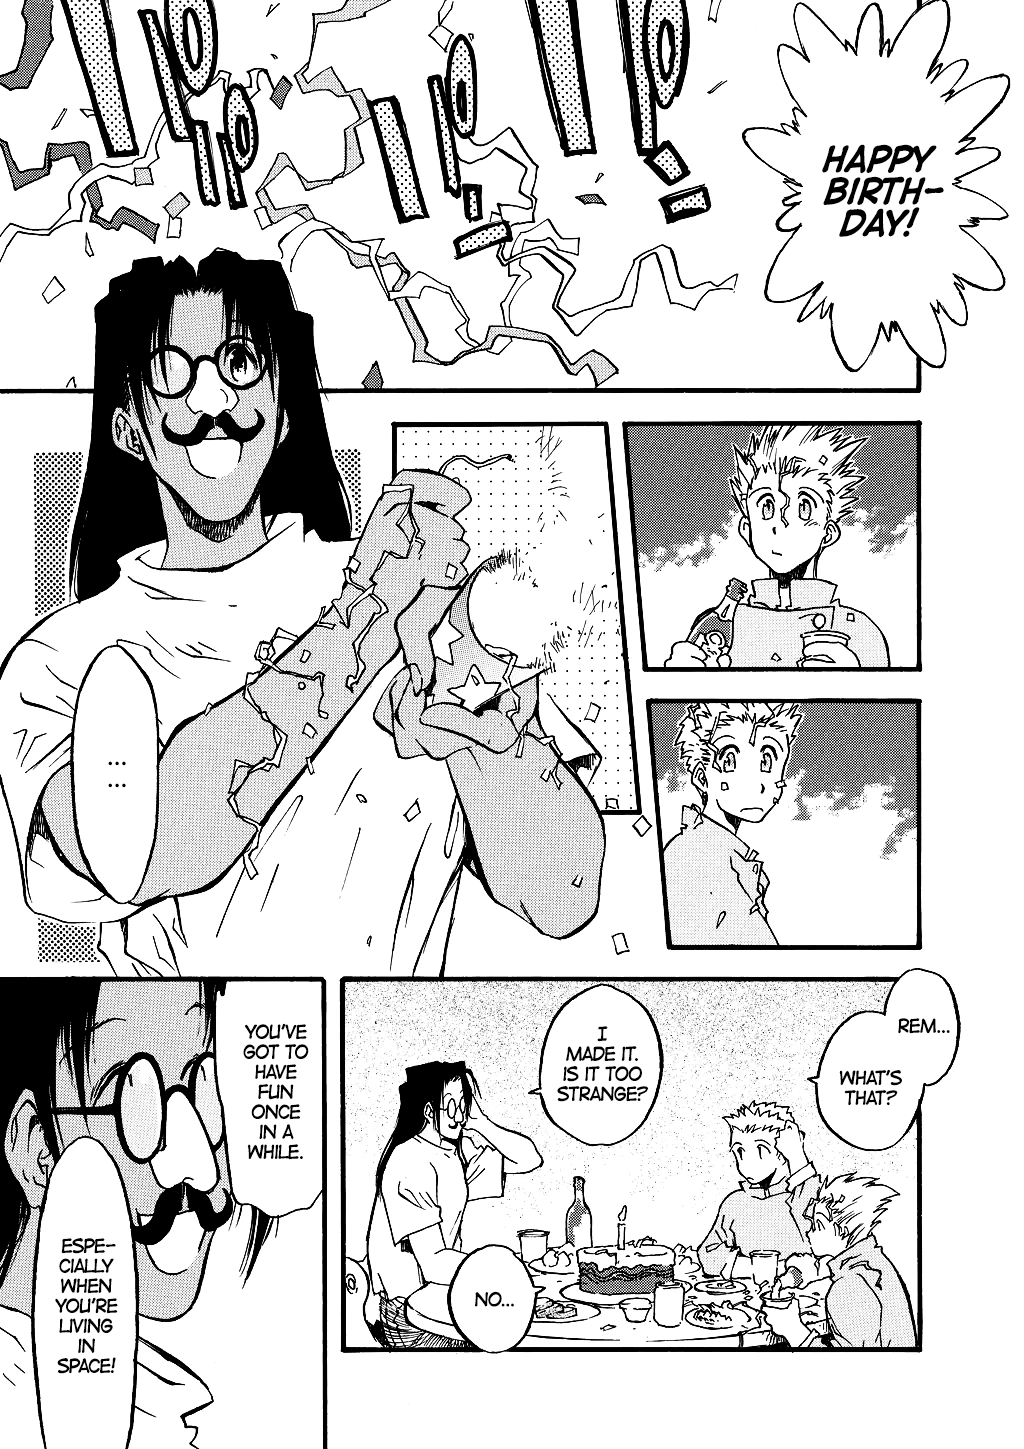 HAPPY
BIRTH-
DAY!
...
...
REM...
WHAT'S
THAT?
I
MADE IT.
IS IT TOO
STRANGE?
NO...
YOU'VE
GOT TO
HAVE
FUN
ONCE
IN A
WHILE.
ESPE-
CIALLY
WHEN
YOU'RE
LIVING
IN
SPACE!